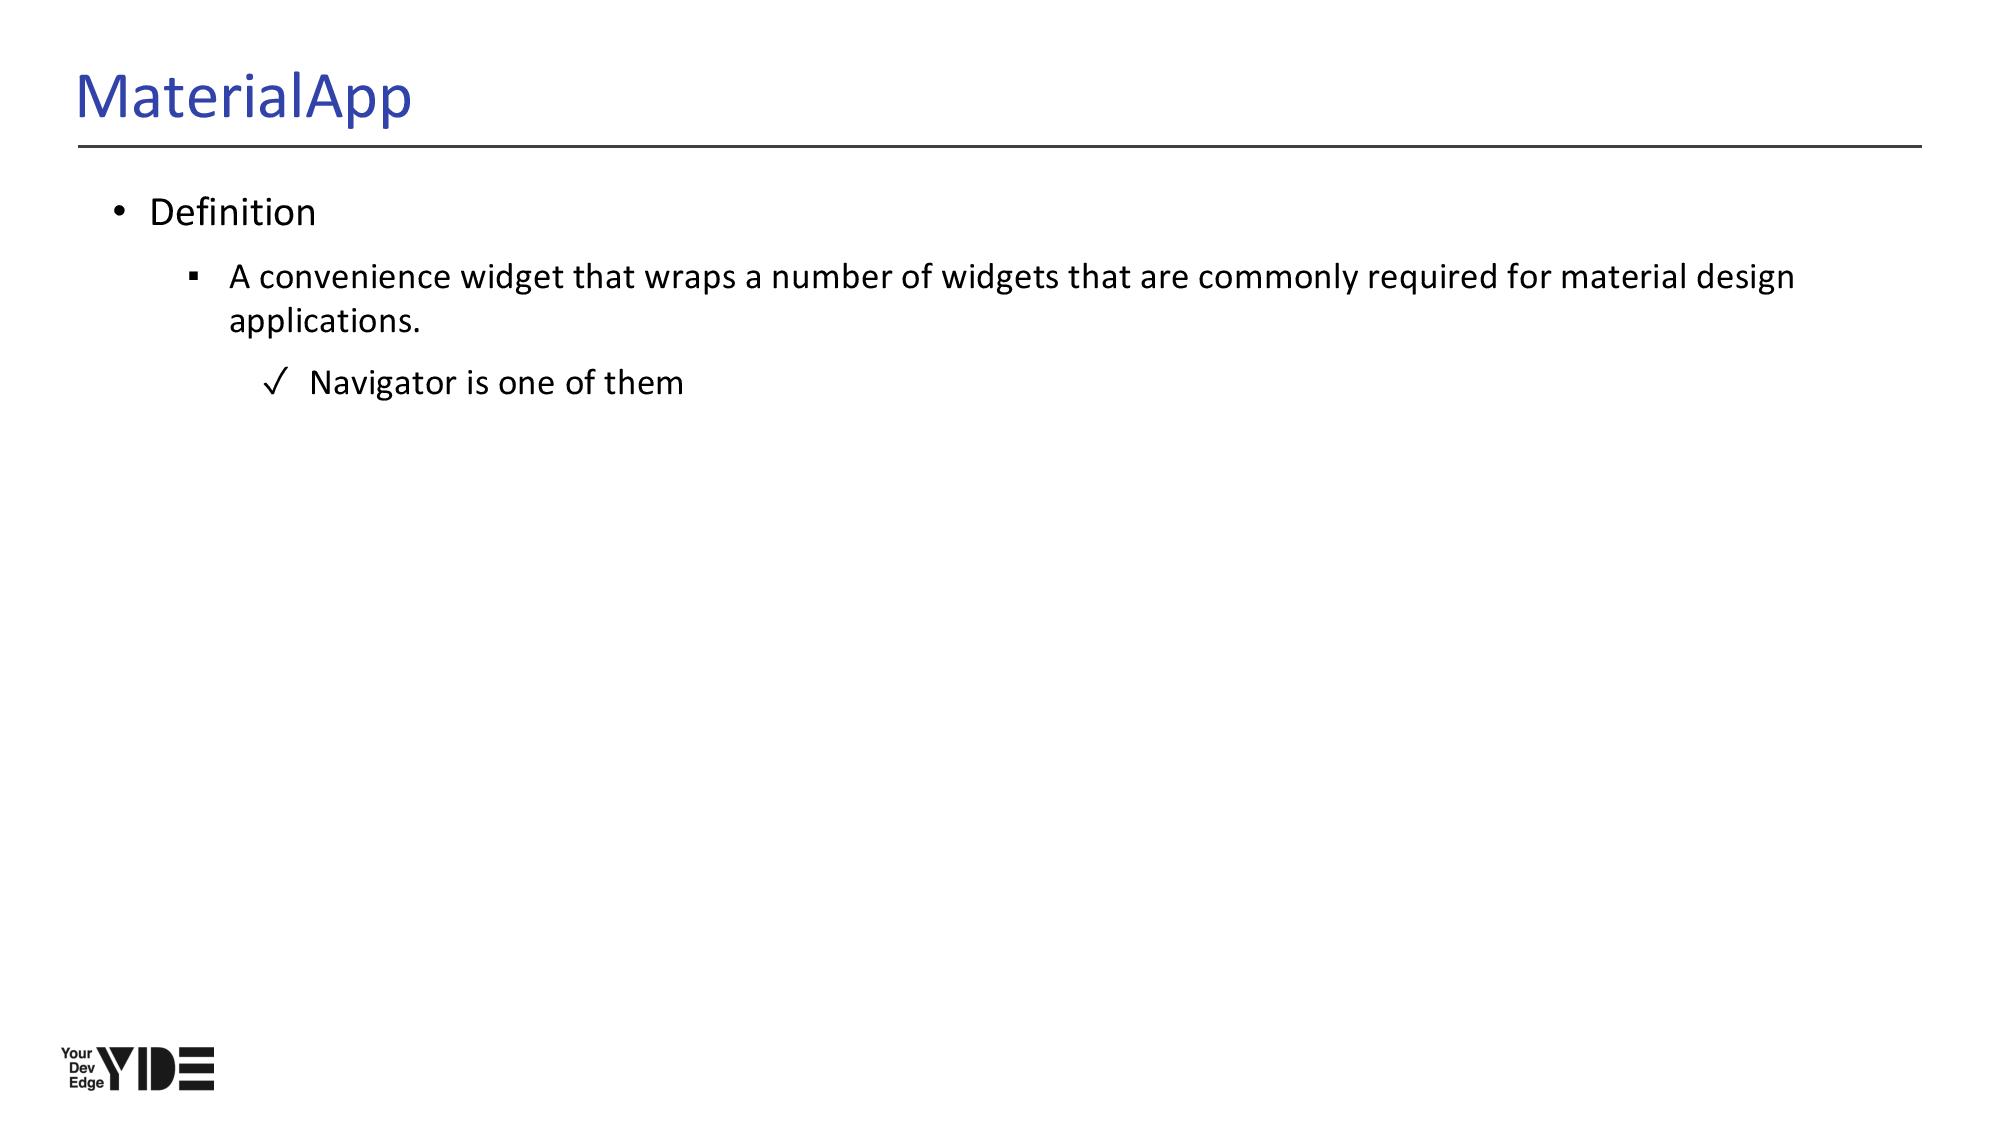 MaterialApp
• Definition
▪ A convenience widget that wraps a number of widgets that are commonly required for material design
applications.
✓ Navigator is one of them
Your
Dev
Edge
YDE